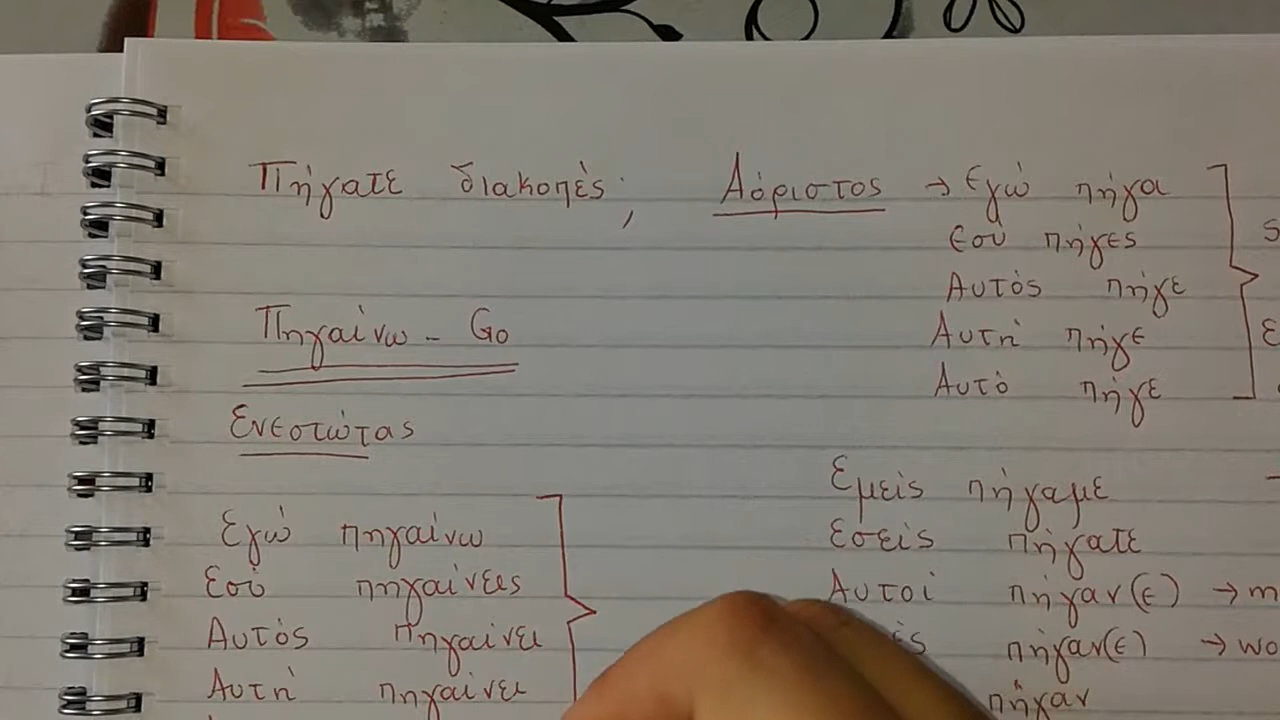 Πήγατε διακοπές; Αόριστος → Εγώ πήγα
Εσύ πήγες
Αυτός πήγε
Αυτή πήγε
Αυτό πήγε
Πηγαίνω - Go
Ενεστώτας
Εγώ πηγαίνω
Εσύ πηγαίνεις
Αυτός πηγαίνει
Αυτή πηγαίνει
Εμείς πήγαμε
Εσείς πήγατε
Αυτοί πήγαν(ε) →
πήγαν(ε) →
πήγαν